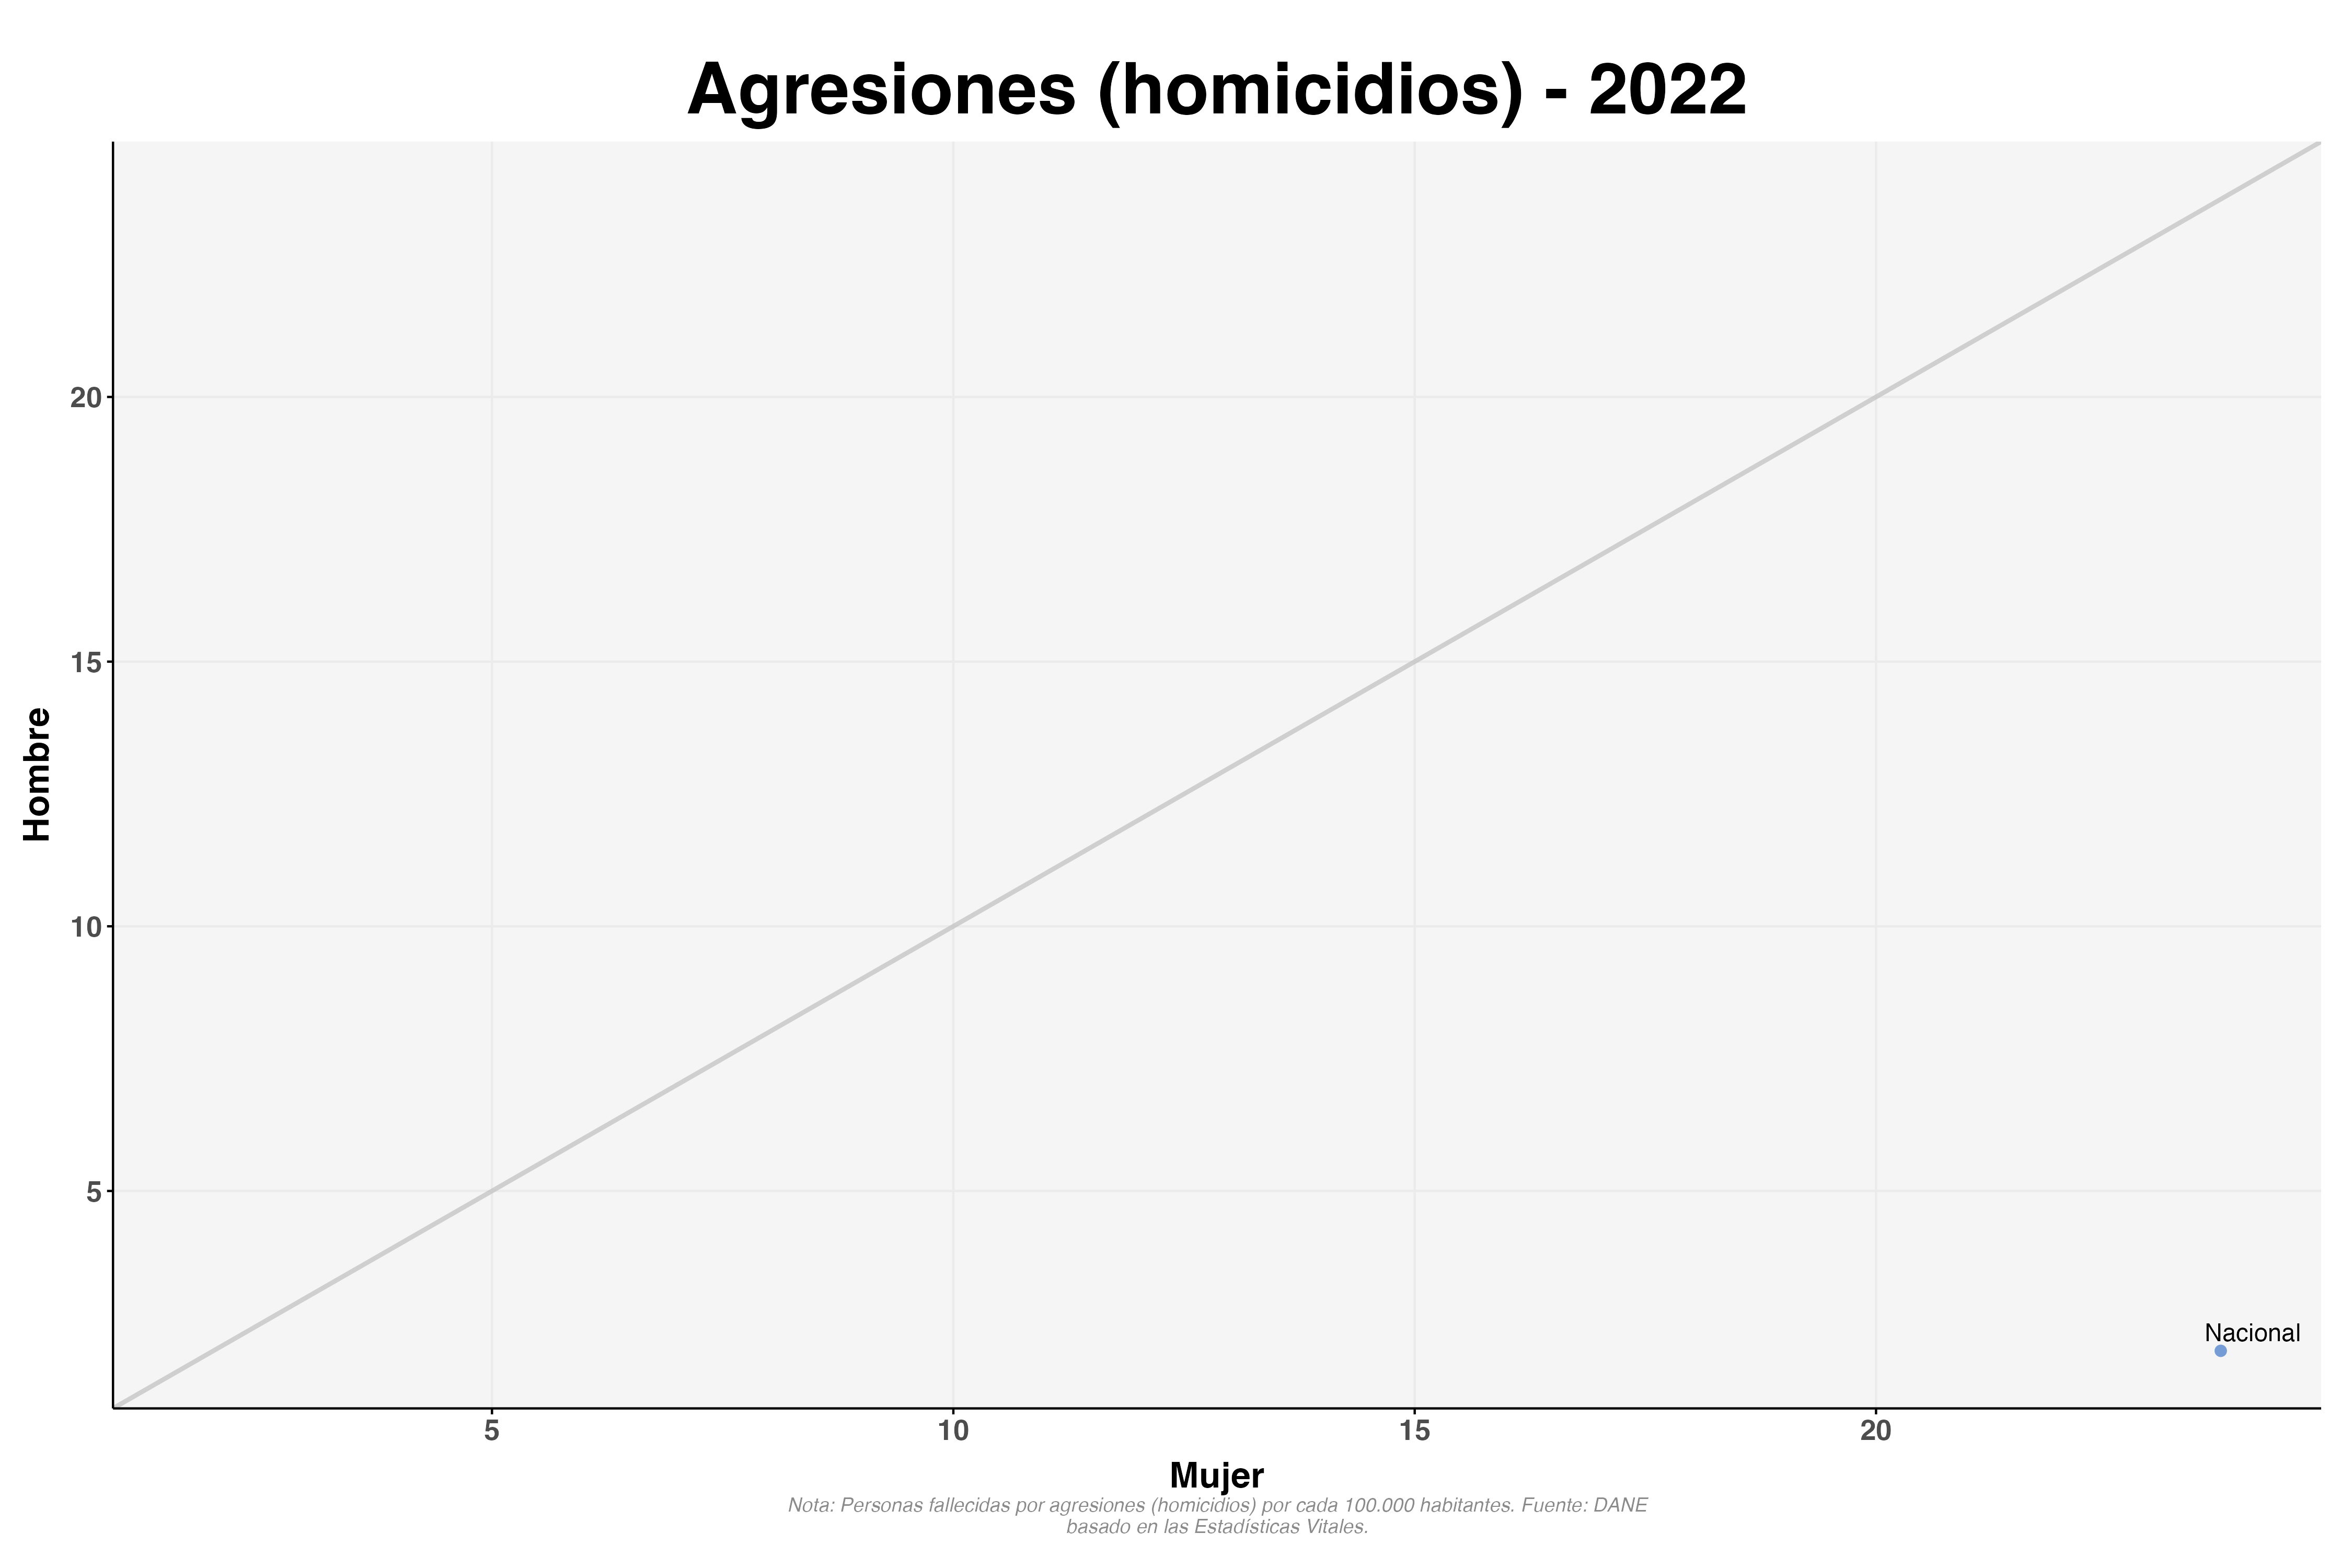 Agresiones (homicidios) - 2022
Hombre
20
15
10
5
Nacional
5 10 15 20
Mujer
Nota: Personas fallecidas por agresiones (homicidios) por cada 100.000 habitantes. Fuente: DANE
basado en las Estadísticas Vitales.